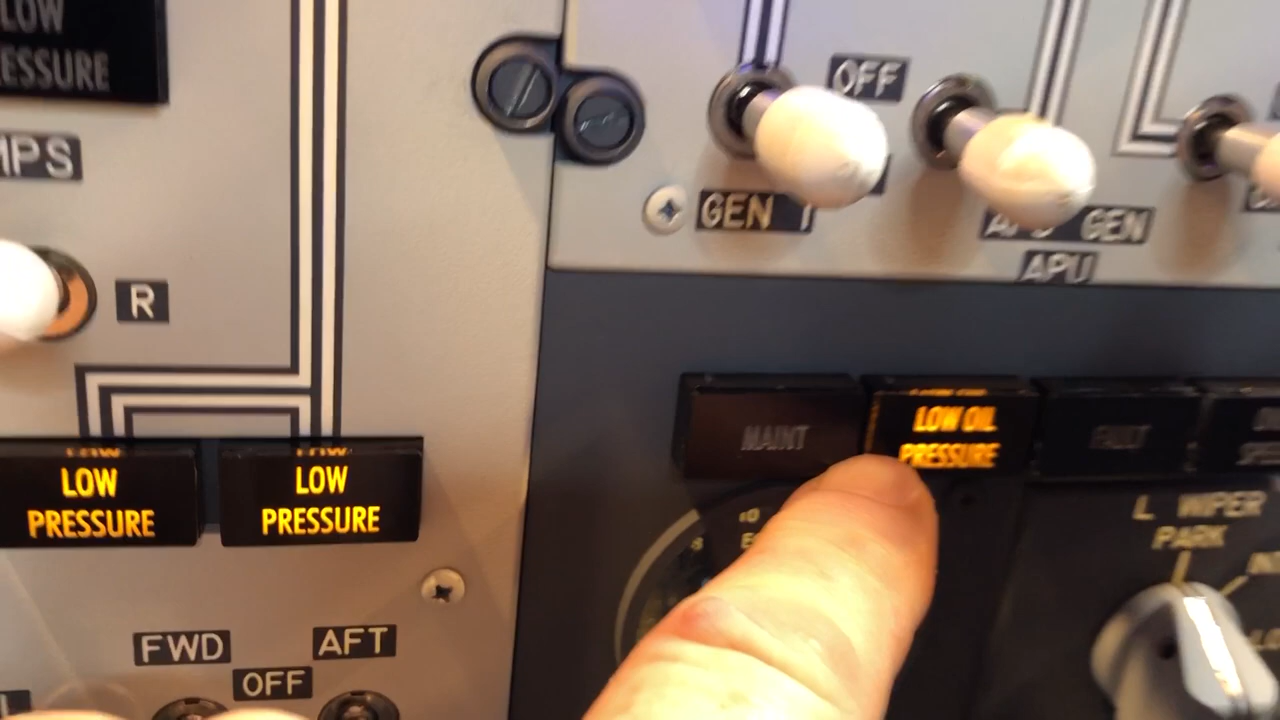 LOW
PRESSURE
MPS
R
LOW
PRESSURE
LOW
PRESSURE
FWD
AFT
OFF
OFF
GEN 1
APU GEN
APU
MAINT
LOW OIL
PRESSURE
FAULT
L WIPER
PARK